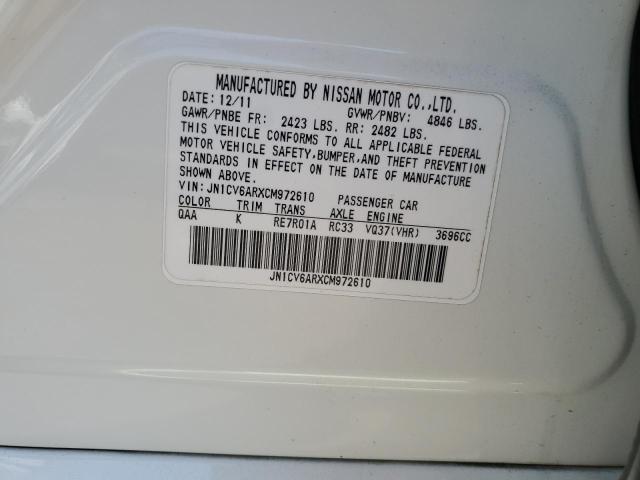 MANUFACTURED BY NISSAN MOTOR CO.,LTD.
DATE: 12/11 GVWR/PNBV: 4846 LBS.
GAWR/PNBE FR: 2423 LBS. RR: 2482 LBS.
THIS VEHICLE CONFORMS TO ALL APPLICABLE FEDERAL
MOTOR VEHICLE SAFETY,BUMPER,AND THEFT PREVENTION
STANDARDS IN EFFECT ON THE DATE OF MANUFACTURE
SHOWN ABOVE.
VIN: JN1CV6ARXCM972610 PASSENGER CAR
COLOR TRIM TRANS AXLE ENGINE
QAA K RE7R01A RC33 VQ37(VHR) 3696CC
JN1CV6ARXCM972610